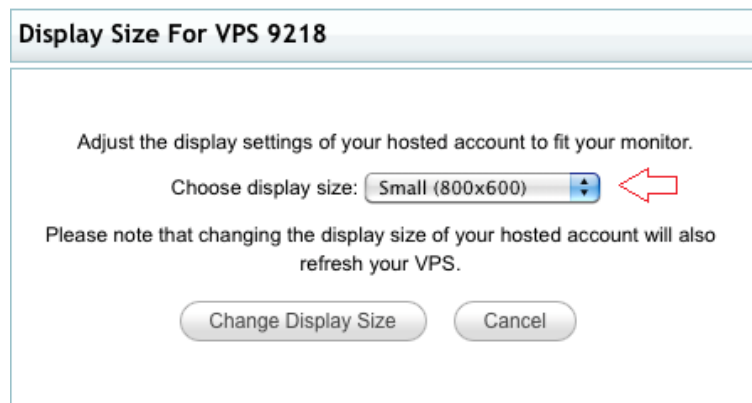 Display Size For VPS 9218
Adjust the display settings of your hosted account to fit your monitor.
Choose display size: Small (800x600)
Please note that changing the display size of your hosted account will also
refresh your VPS.
Change Display Size Cancel